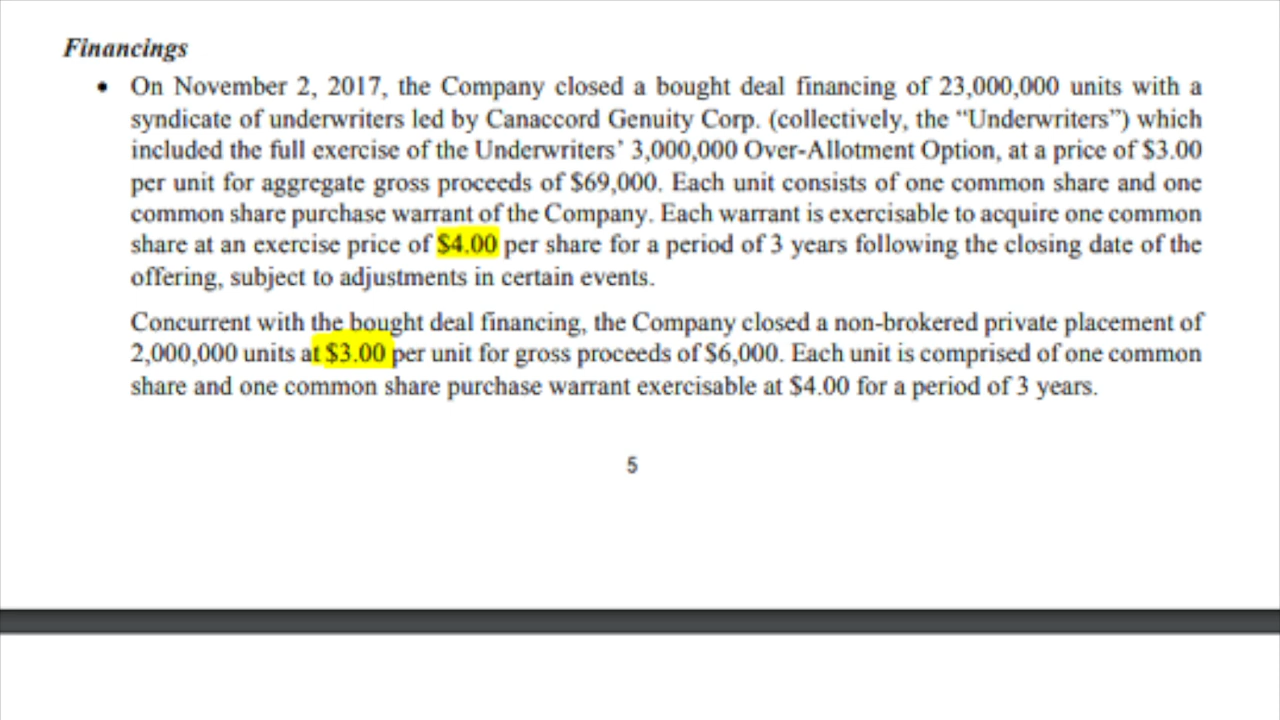 Financings
• On November 2, 2017, the Company closed a bought deal financing of 23,000,000 units with a
syndicate of underwriters led by Canaccord Genuity Corp. (collectively, the “Underwriters”) which
included the full exercise of the Underwriters’ 3,000,000 Over-Allotment Option, at a price of $3.00
per unit for aggregate gross proceeds of $69,000. Each unit consists of one common share and one
common share purchase warrant of the Company. Each warrant is exercisable to acquire one common
share at an exercise price of $4.00 per share for a period of 3 years following the closing date of the
offering, subject to adjustments in certain events.
Concurrent with the bought deal financing, the Company closed a non-brokered private placement of
2,000,000 units at $3.00 per unit for gross proceeds of $6,000. Each unit is comprised of one common
share and one common share purchase warrant exercisable at $4.00 for a period of 3 years.
5